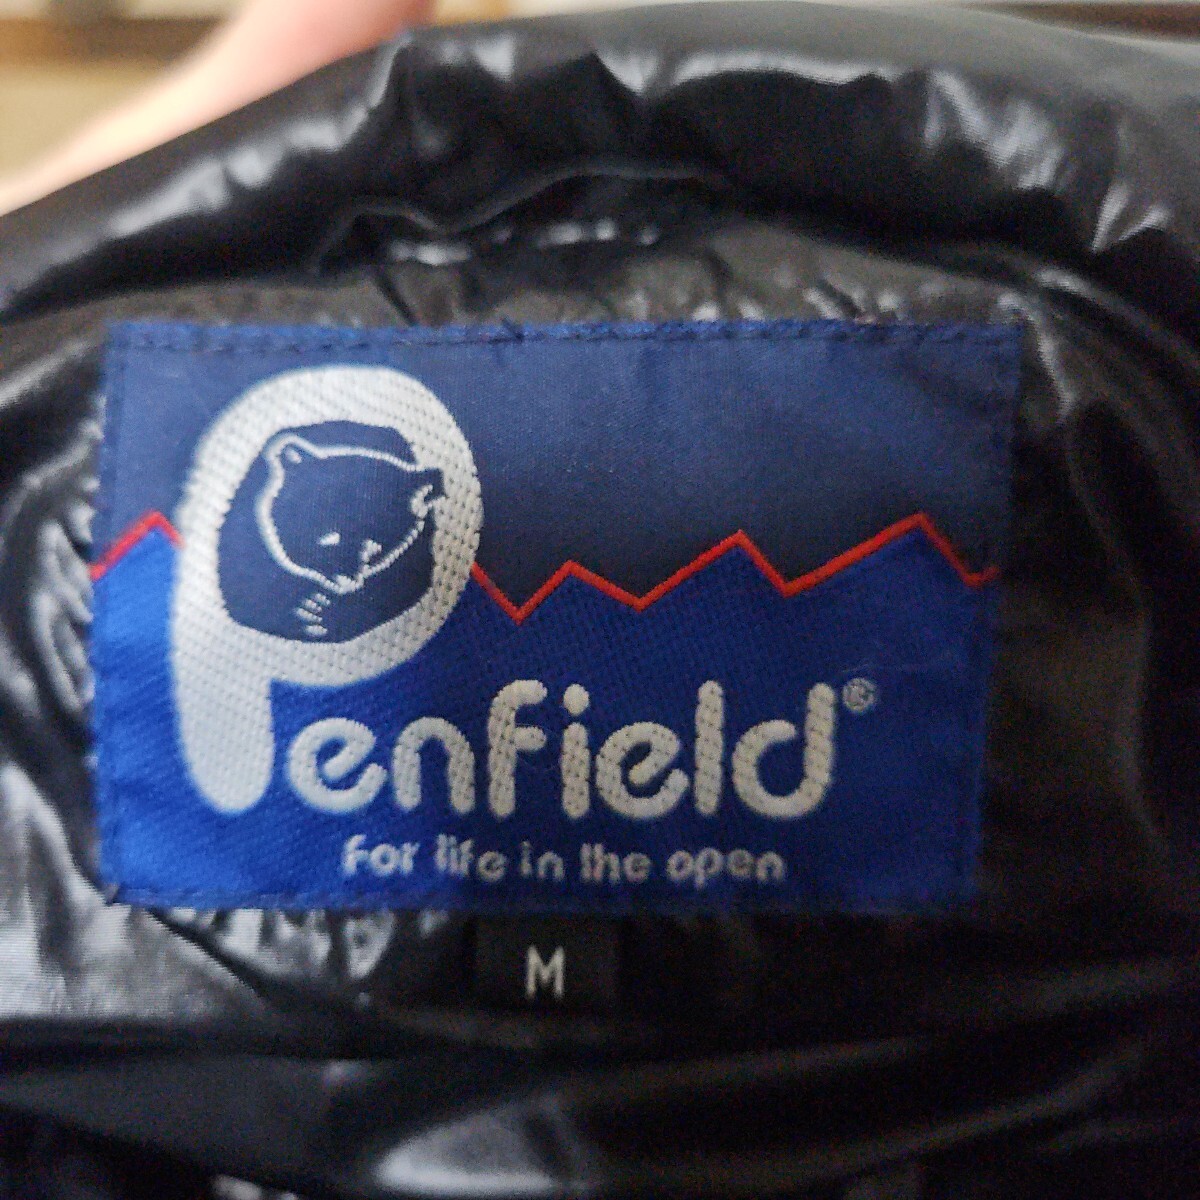 Penfield®
for life in the open
M